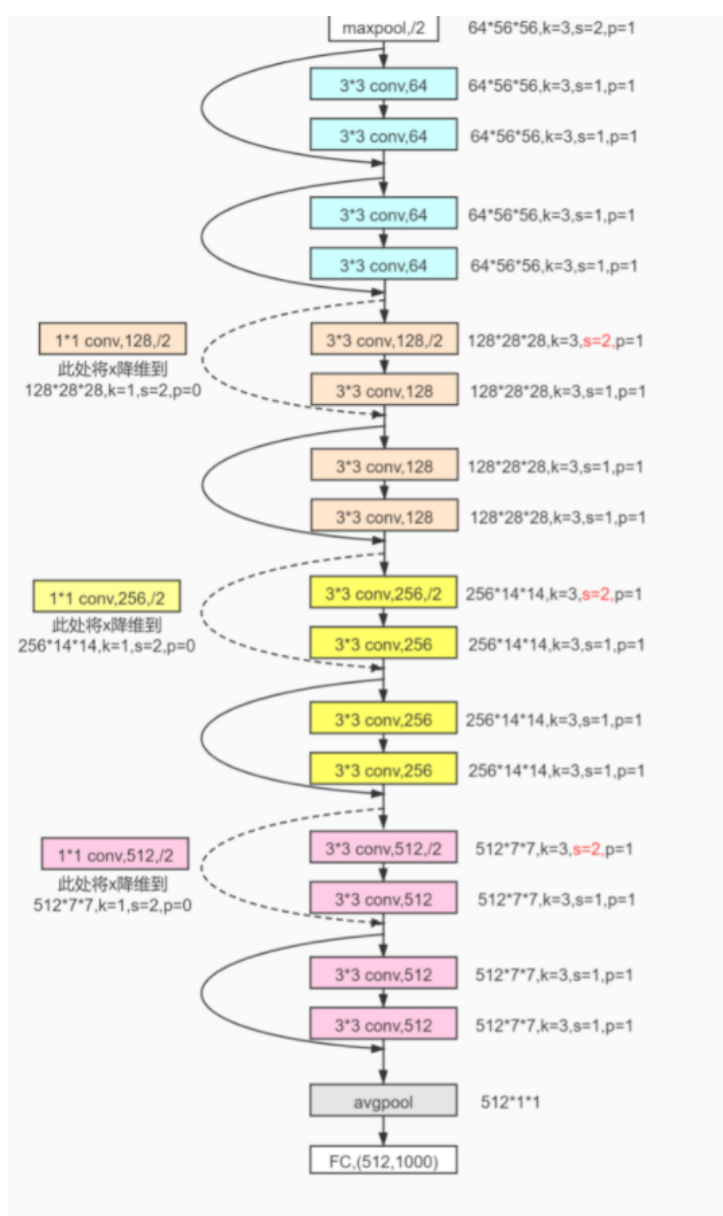 maxpool,/2 64*56*56,k=3,s=2,p=1
3*3 conv,64 64*56*56,k=3,s=1,p=1
3*3 conv,64 64*56*56,k=3,s=1,p=1
3*3 conv,64 64*56*56,k=3,s=1,p=1
3*3 conv,64 64*56*56,k=3,s=1,p=1
1*1 conv,128,/2 3*3 conv,128,/2 128*28*28,k=3,s=2,p=1
此处将x降维到
128*28*28,k=1,s=2,p=0 3*3 conv,128 128*28*28,k=3,s=1,p=1
3*3 conv,128 128*28*28,k=3,s=1,p=1
3*3 conv,128 128*28*28,k=3,s=1,p=1
1*1 conv,256,/2 3*3 conv,256,/2 256*14*14,k=3,s=2,p=1
此处将x降维到
256*14*14,k=1,s=2,p=0 3*3 conv,256 256*14*14,k=3,s=1,p=1
3*3 conv,256 256*14*14,k=3,s=1,p=1
3*3 conv,256 256*14*14,k=3,s=1,p=1
1*1 conv,512,/2 3*3 conv,512,/2 512*7*7,k=3,s=2,p=1
此处将x降维到
512*7*7,k=1,s=2,p=0 3*3 conv,512 512*7*7,k=3,s=1,p=1
3*3 conv,512 512*7*7,k=3,s=1,p=1
3*3 conv,512 512*7*7,k=3,s=1,p=1
avgpool 512*1*1
FC,(512,1000)